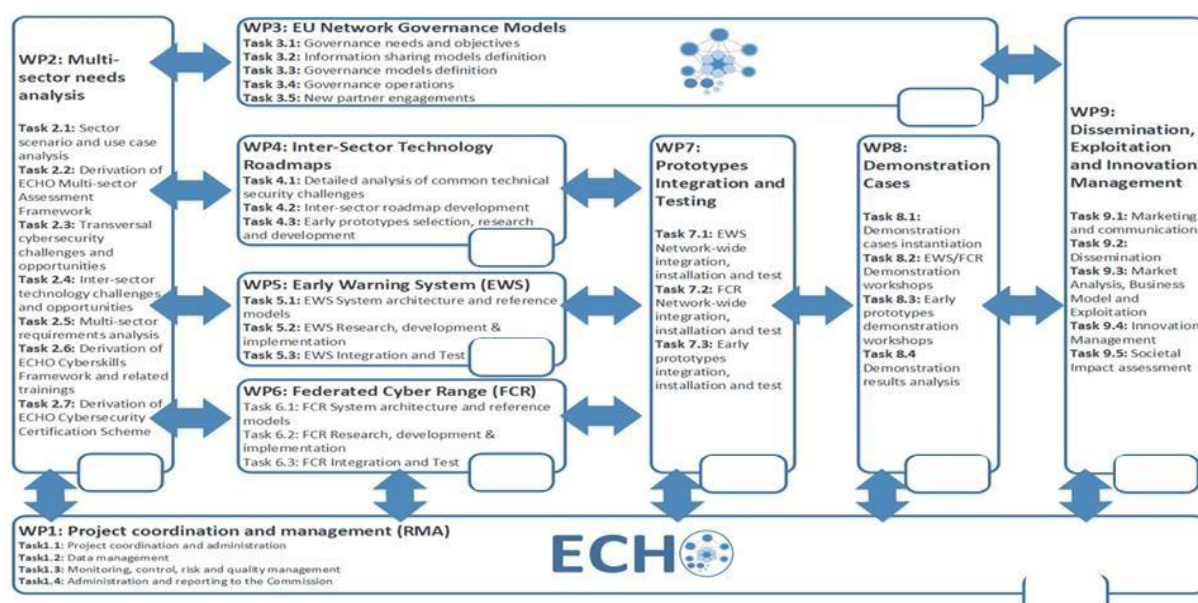 WP2: Multi-
sector needs
analysis
Task 2.1: Sector
scenario and use case
analysis
Task 2.2: Derivation of
ECHO Multi-sector
Assessment
Framework
Task 2.3: Transversal
cybersecurity
challenges and
opportunities
Task 2.4: Inter-sector
technology challenges
and opportunities
Task 2.5: Multi-sector
requirements analysis
Task 2.6: Derivation of
ECHO Cyberskills
Framework and related
trainings
Task 2.7: Derivation of
ECHO Cybersecurity
Certification Scheme
WP3: EU Network Governance Models
Task 3.1: Governance needs and objectives
Task 3.2: Information sharing models definition
Task 3.3: Governance models definition
Task 3.4: Governance operations
Task 3.5: New partner engagements
WP4: Inter-Sector Technology
Roadmaps
Task 4.1: Detailed analysis of common technical
security challenges
Task 4.2: Inter-sector roadmap development
Task 4.3: Early prototypes selection, research
and development
WP5: Early Warning System (EWS)
Task 5.1: EWS System architecture and reference
models
Task 5.2: EWS Research, development &
implementation
Task 5.3: EWS Integration and Test
WP6: Federated Cyber Range (FCR)
Task 6.1: FCR System architecture and reference
models
Task 6.2: FCR Research, development &
implementation
Task 6.3: FCR Integration and Test
WP7:
Prototypes
Integration and
Testing
Task 7.1: EWS
Network-wide
integration,
installation and test
Task 7.2: FCR
Network-wide
integration,
installation and test
Task 7.3: Early
prototypes
integration,
installation and test
WP8:
Demonstration
Cases
Task 8.1:
Demonstration
cases instantiation
Task 8.2: EWS/FCR
Demonstration
workshops
Task 8.3: Early
prototypes
demonstration
workshops
Task 8.4
Demonstration
results analysis
WP9:
Dissemination,
Exploitation
and Innovation
Management
Task 9.1: Marketing
and communication
Task 9.2:
Dissemination
Task 9.3: Market
Analysis, Business
Model and
Exploitation
Task 9.4: Innovation
Management
Task 9.5: Societal
Impact assessment
WP1: Project coordination and management (RMA)
Task1.1: Project coordination and administration
Task1.2: Data management
Task1.3: Monitoring, control, risk and quality management
Task1.4: Administration and reporting to the Commission
ECHO